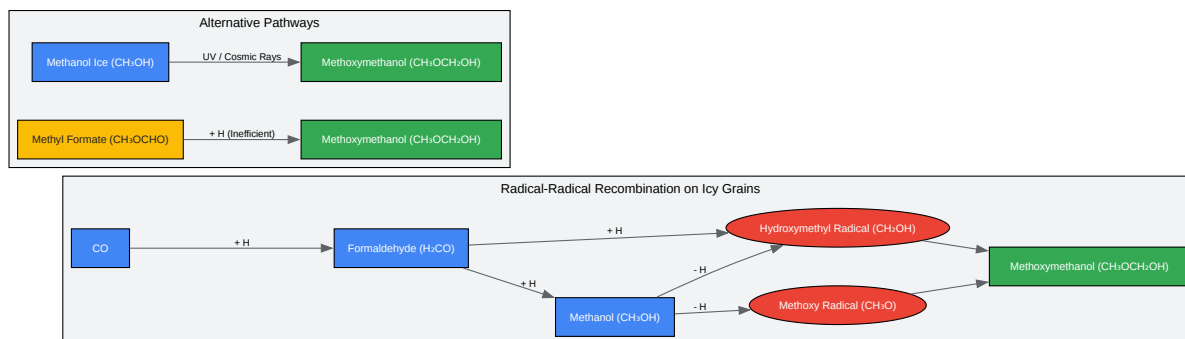 Alternative Pathways
Methanol Ice (CH₃OH)
UV / Cosmic Rays
Methoxymethanol (CH₃OCH₂OH)
Methyl Formate (CH₃OCHO)
+ H (Inefficient)
Methoxymethanol (CH₃OCH₂OH)
Radical-Radical Recombination on Icy Grains
CO
+ H
Formaldehyde (H₂CO)
+ H
Hydroxymethyl Radical (CH₂OH)
+ H
Methanol (CH₃OH)
- H
- H
Methoxy Radical (CH₃O)
Methoxymethanol (CH₃OCH₂OH)